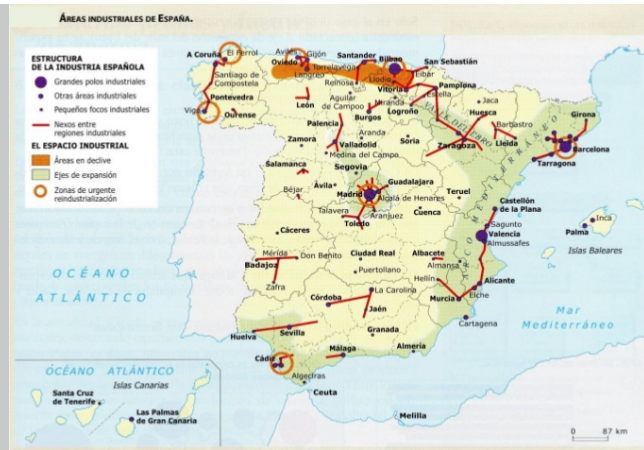 ÁREAS INDUSTRIALES DE ESPAÑA.
ESTRUCTURA
DE LA INDUSTRIA ESPAÑOLA
Grandes polos industriales
Otras áreas industriales
Pequeños focos industriales
Nexos entre
regiones industriales
EL ESPACIO INDUSTRIAL
Áreas en declive
Ejes de expansión
Zonas de urgente
reindustrialización
A Coruña
El Ferrol
Avilés
Gijón
Oviedo
Torrelavega
Langreo
Santander
Bilbao
San Sebastián
Eibar
Llodio
Reinosa
Vitoria
Pamplona
Estella
Santiago de
Compostela
Pontevedra
Vigo
Ourense
León
Aguilar
de Campoo
Miranda
Logroño
Burgos
Palencia
VALLE DEL EBRO
Jaca
Huesca
Barbastro
Girona
Zaragoza
Lleida
Barcelona
Tarragona
Zamora
Valladolid
Aranda
Soria
Medina del Campo
Salamanca
Segovia
Ávila
Guadalajara
Madrid
Alcalá de Henares
Béjar
Talavera
Aranjuez
Toledo
Cuenca
Teruel
ARCO MEDITERRÁNEO
Castellón
de la Plana
Sagunto
Valencia
Almussafes
Inca
Palma
Islas Baleares
Cáceres
Mérida
Don Benito
Badajoz
Zafra
Ciudad Real
Puertollano
Albacete
Almansa
Hellín
Alicante
Elche
Murcia
Cartagena
Córdoba
La Carolina
Jaén
Huelva
Sevilla
Granada
Málaga
Almería
Cádiz
Algeciras
Ceuta
Melilla
OCÉANO
ATLÁNTICO
Mar
Mediterráneo
OCÉANO ATLÁNTICO
Islas Canarias
Santa Cruz
de Tenerife
Las Palmas
de Gran Canaria
0 87 km